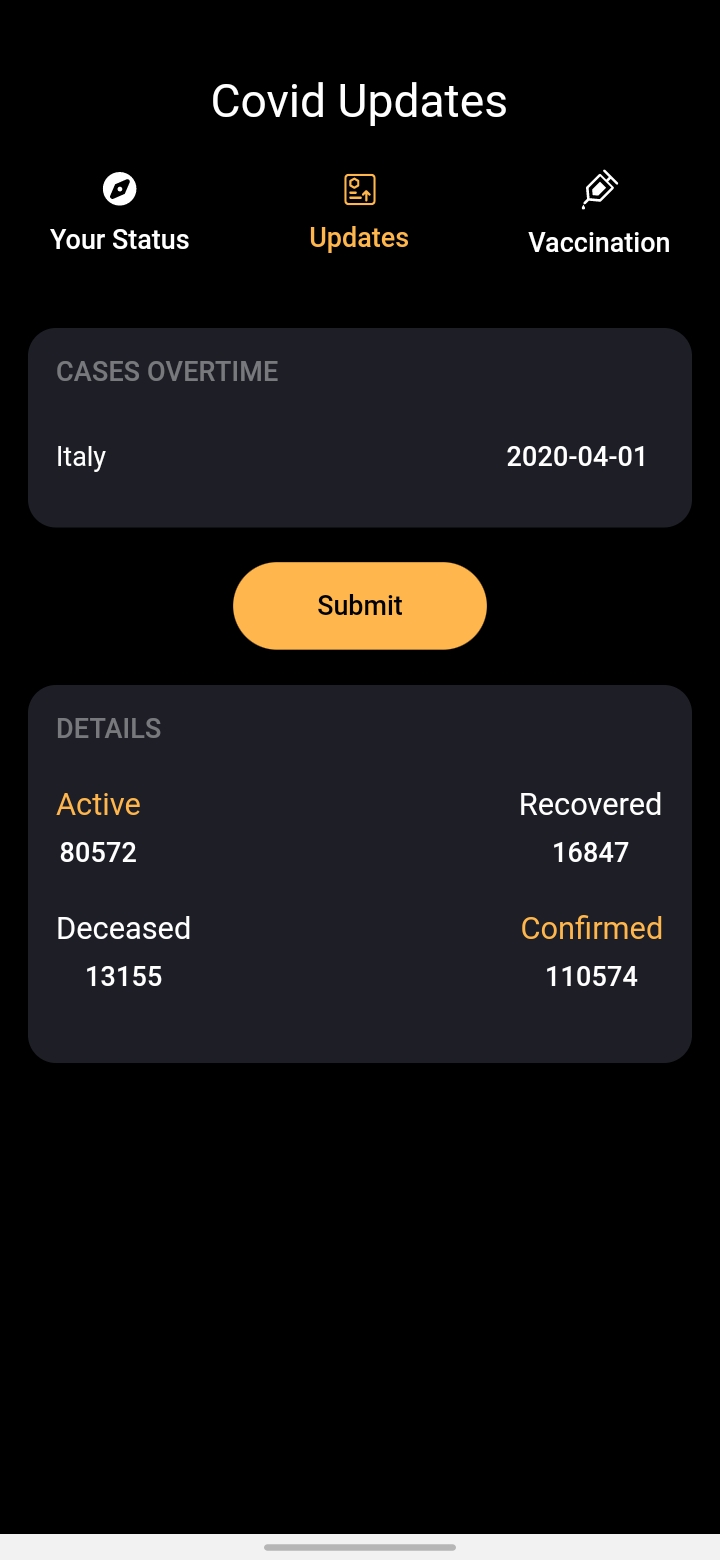 Covid Updates
Your Status Updates Vaccination
CASES OVERTIME
Italy 2020-04-01
Submit
DETAILS
Active Recovered
80572 16847
Deceased Confirmed
13155 110574